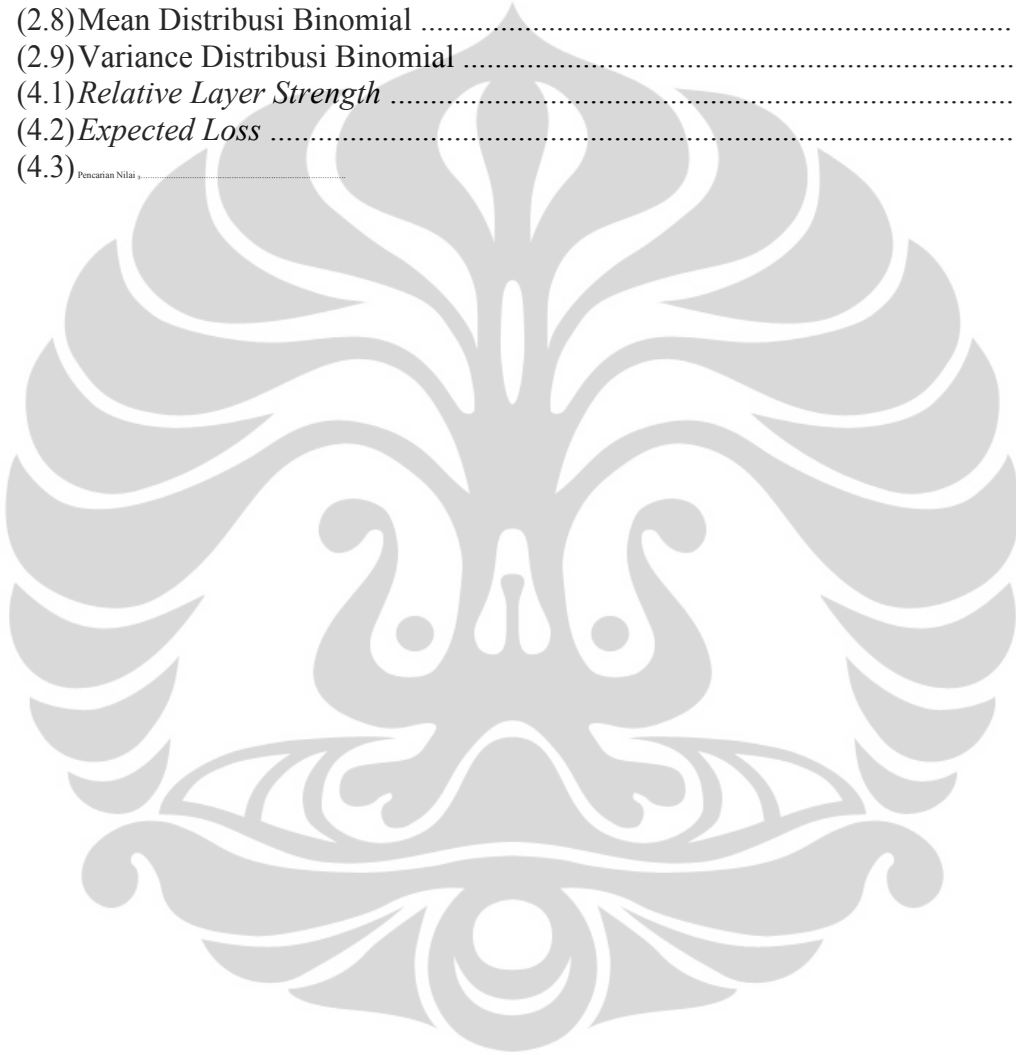 (2.8)Mean Distribusi Binomial ..........................................................................
(2.9)Variance Distribusi Binomial .....................................................................
(4.1)Relative Layer Strength ..............................................................................
(4.2)Expected Loss .............................................................................................
(4.3)Pencarian Nilai ..........................................................................................